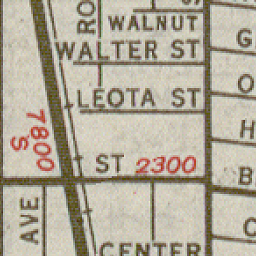 RO
WALNUT
G
WALTER ST
O
LEOTA ST
7800 S
H
ST 2300
B
AVE
C
CENTER